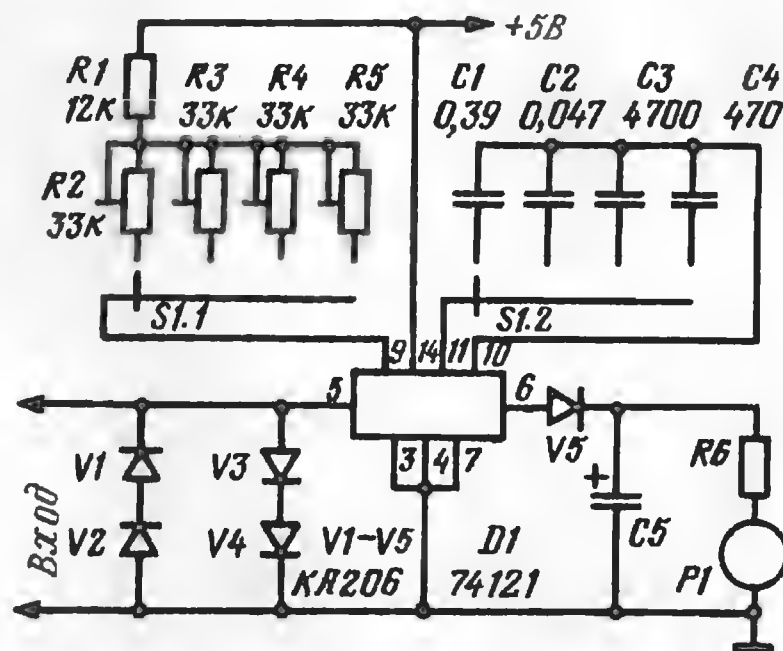 +5В
R1
12к
R3
33к
R4
33к
R5
33к
C1
0,39
C2
0,047
C3
4700
C4
470
R2
33к
S1.1
S1.2
9
14
11
10
5
6
3
4
7
V1
V2
V3
V4
V5
R6
+
C5
P1
Вход
V1-V5
КА206
D1
74121